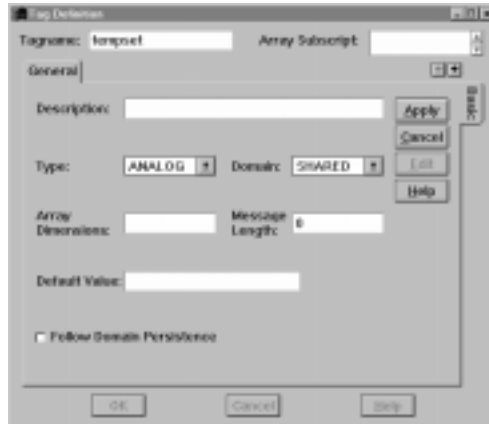 Tag Definition
Tagname: tempset Array Subscript:
General
Basic
Description:
Apply
Cancel
Type: ANALOG Domain: SHARED
Edit
Help
Array Dimensions: Message Length: 0
Default Value:
Follow Domain Persistence
OK Cancel Help